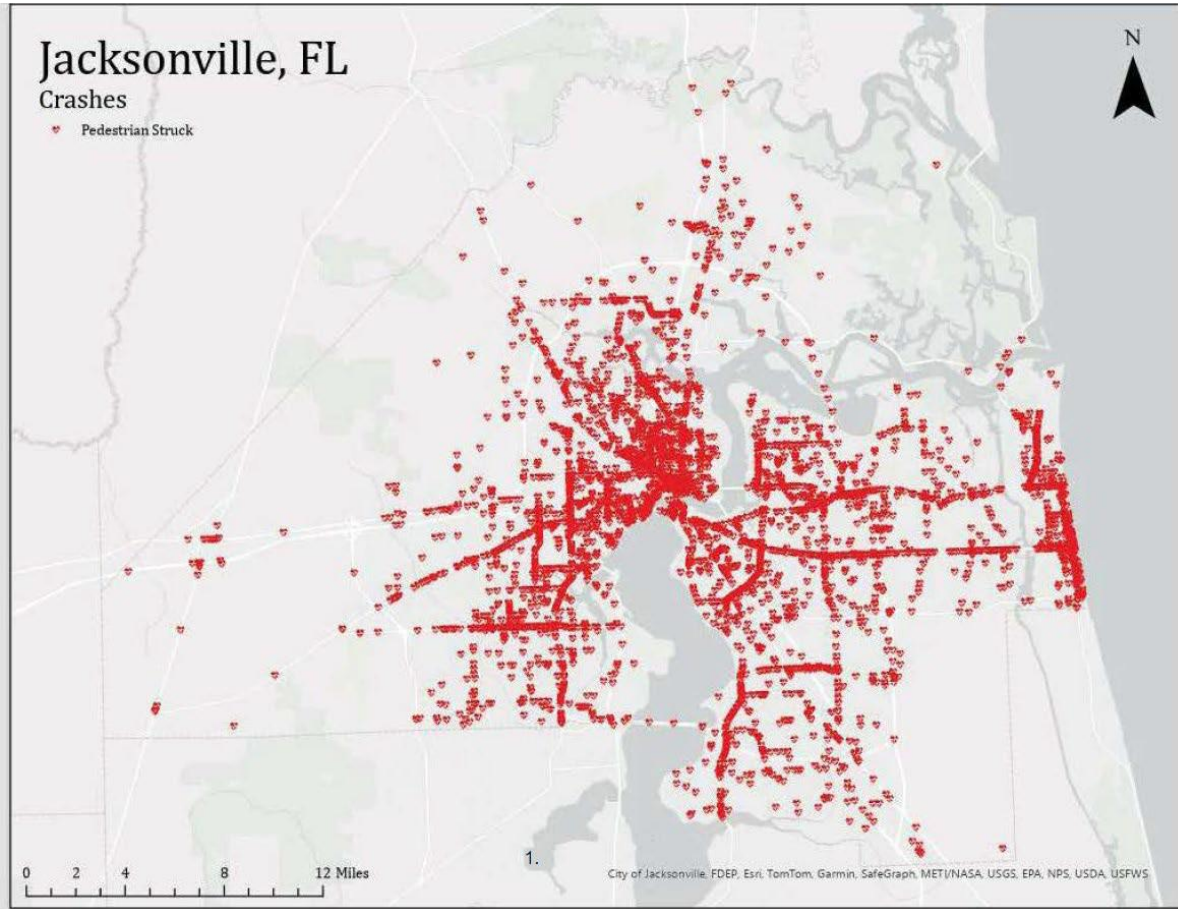 Jacksonville, FL
Crashes
Pedestrian Struck
N
0 2 4 8 12 Miles
1.
City of Jacksonville, FDEP, Esri, TomTom, Garmin, SafeGraph, METI/NASA, USGS, EPA, NPS, USDA, USFWS